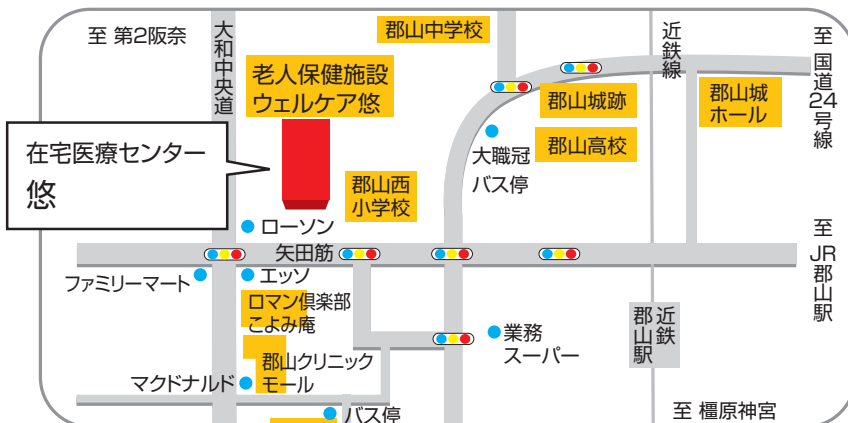 至 第2阪奈
大和中央道
老人保健施設
ウェルケア悠
郡山中学校
近鉄線
至 国道24号線
郡山城跡
郡山城
ホール
大職冠
バス停
郡山高校
在宅医療センター
悠
郡山西
小学校
ローソン
矢田筋
至 JR郡山駅
ファミリーマート
エッソ
ロマン倶楽部
こよみ庵
近鉄
郡山駅
業務
スーパー
郡山クリニック
モール
マクドナルド
バス停
至 橿原神宮